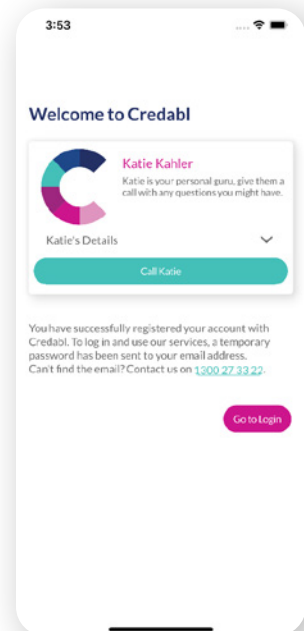 3:53
Welcome to Credabl
Katie Kahler
Katie is your personal guru, give them a
call with any questions you might have.
Katie's Details
Call Katie
You have successfully registered your account with
Credabl. To log in and use our services, a temporary
password has been sent to your email address.
Can't find the email? Contact us on 1300 27 33 22.
Go to Login